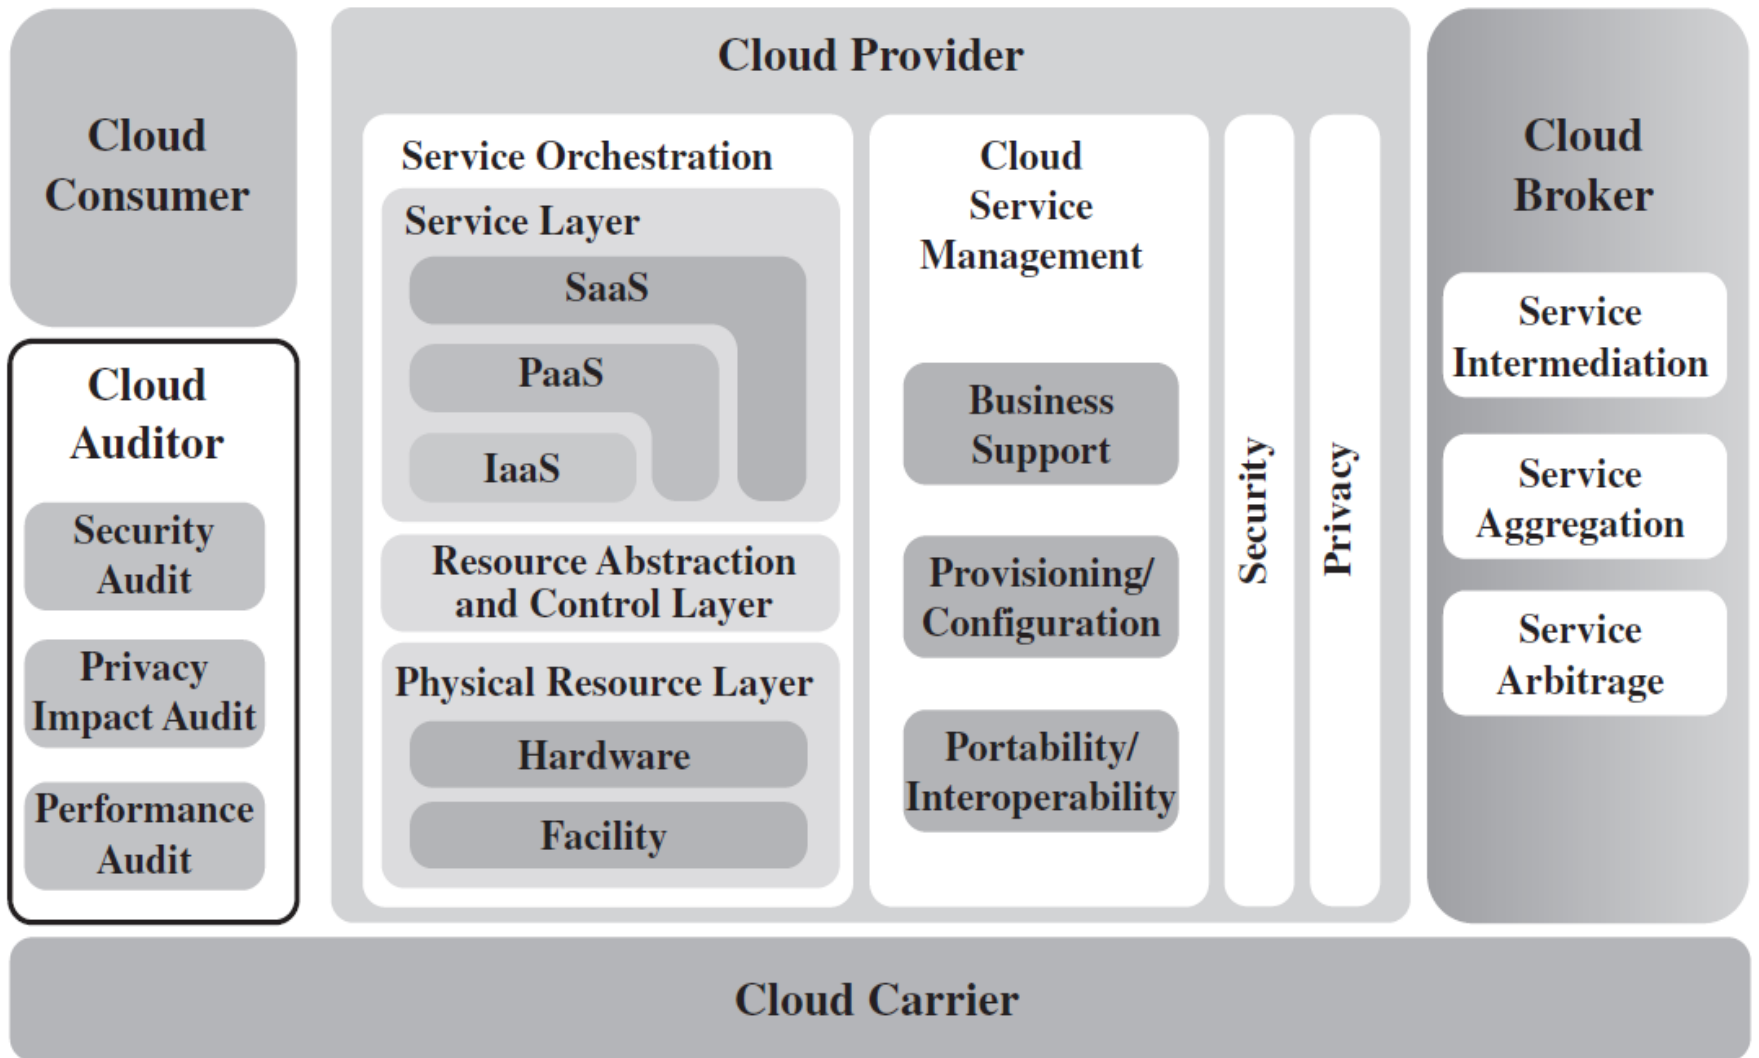 Cloud
Consumer
Cloud
Auditor
Security
Audit
Privacy
Impact Audit
Performance
Audit
Cloud Provider
Service Orchestration
Service Layer
SaaS
PaaS
IaaS
Resource Abstraction
and Control Layer
Physical Resource Layer
Hardware
Facility
Cloud
Service
Management
Business
Support
Provisioning/
Configuration
Portability/
Interoperability
Security
Privacy
Cloud
Broker
Service
Intermediation
Service
Aggregation
Service
Arbitrage
Cloud Carrier